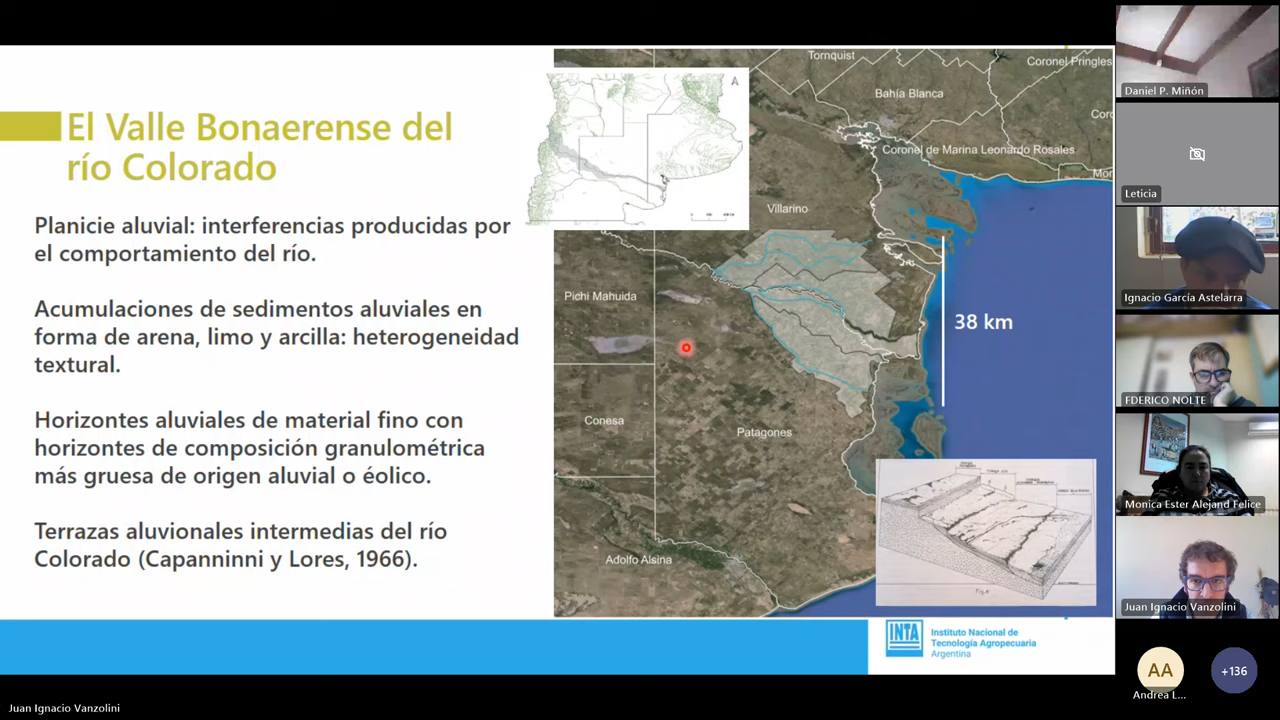 El Valle Bonaerense del
río Colorado
Planicie aluvial: interferencias producidas por
el comportamiento del río.
Acumulaciones de sedimentos aluviales en
forma de arena, limo y arcilla: heterogeneidad
textural.
Horizontes aluviales de material fino con
horizontes de composición granulométrica
más gruesa de origen aluvial o éolico.
Terrazas aluvionales intermedias del río
Colorado (Capanninni y Lores, 1966).
A
Tornquist
Coronel Pringles
Bahía Blanca
Coronel de Marina Leonardo Rosales
Villarino
Pichi Mahuida
38 km
Conesa
Patagones
Adolfo Alsina
INTA
Instituto Nacional de
Tecnología Agropecuaria
Argentina
Daniel P. Miñón
Leticia
Ignacio García Astelarra
FDERICO NOLTE
Monica Ester Alejand Felice
Juan Ignacio Vanzolini
AA
Andrea L...
+136
Juan Ignacio Vanzolini